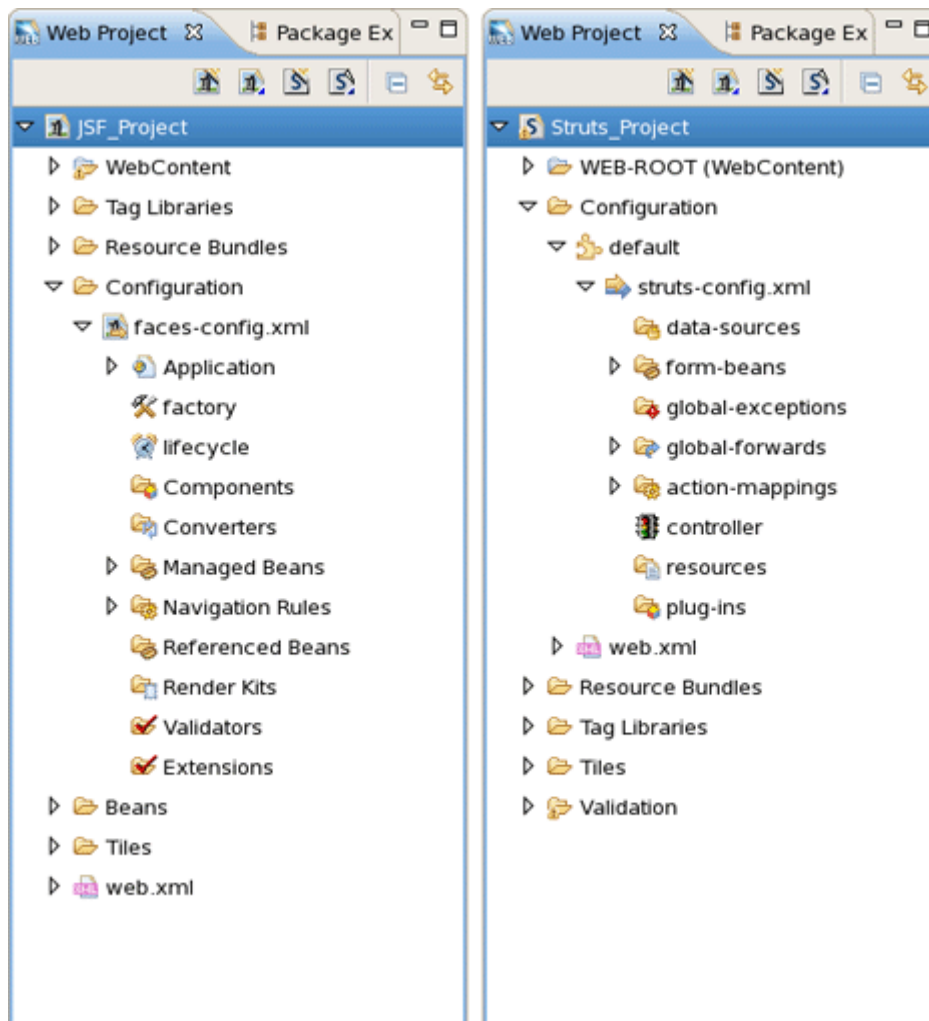 Web Project
Package Ex
JSF_Project
WebContent
Tag Libraries
Resource Bundles
Configuration
faces-config.xml
Application
factory
lifecycle
Components
Converters
Managed Beans
Navigation Rules
Referenced Beans
Render Kits
Validators
Extensions
Beans
Tiles
web.xml
Web Project
Package Ex
Struts_Project
WEB-ROOT (WebContent)
Configuration
default
struts-config.xml
data-sources
form-beans
global-exceptions
global-forwards
action-mappings
controller
resources
plug-ins
web.xml
Resource Bundles
Tag Libraries
Tiles
Validation